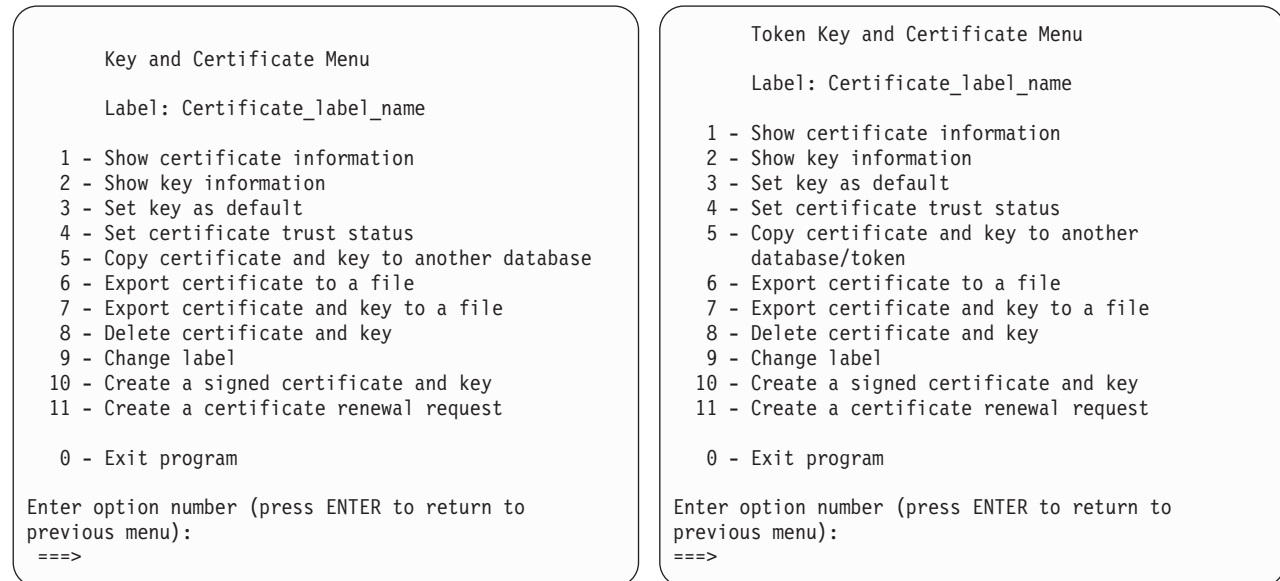 Key and Certificate Menu
Label: Certificate_label_name
1 - Show certificate information
2 - Show key information
3 - Set key as default
4 - Set certificate trust status
5 - Copy certificate and key to another database
6 - Export certificate to a file
7 - Export certificate and key to a file
8 - Delete certificate and key
9 - Change label
10 - Create a signed certificate and key
11 - Create a certificate renewal request
0 - Exit program
Enter option number (press ENTER to return to
previous menu):
===>
Token Key and Certificate Menu
Label: Certificate_label_name
1 - Show certificate information
2 - Show key information
3 - Set key as default
4 - Set certificate trust status
5 - Copy certificate and key to another
database/token
6 - Export certificate to a file
7 - Export certificate and key to a file
8 - Delete certificate and key
9 - Change label
10 - Create a signed certificate and key
11 - Create a certificate renewal request
0 - Exit program
Enter option number (press ENTER to return to
previous menu):
===>